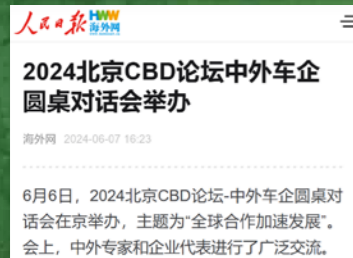 人民日报 HWW 海外网
2024北京CBD论坛中外车企
圆桌对话会举办
海外网 2024-06-07 16:23
6月6日，2024北京CBD论坛-中外车企圆桌对
话会在京举办，主题为“全球合作加速发展”。
会上，中外专家和企业代表进行了广泛交流。